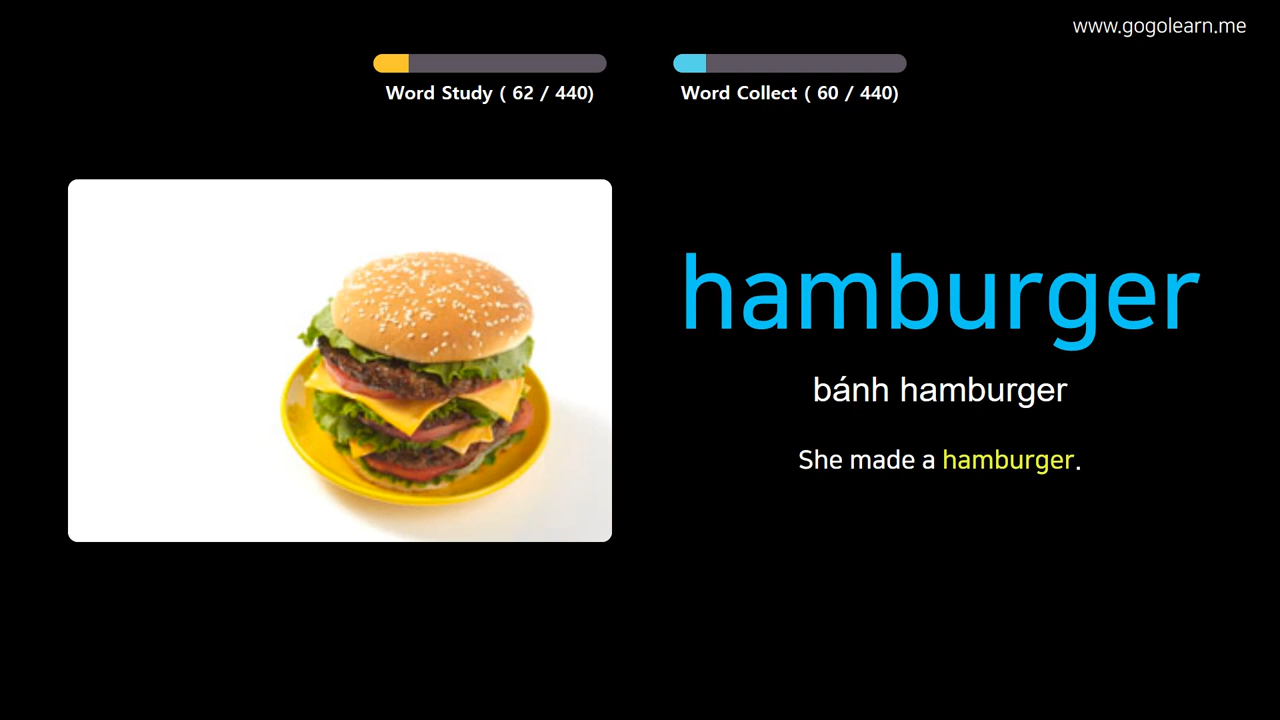 www.gogolearn.me
Word Study ( 62 / 440)
Word Collect ( 60 / 440)
hamburger
bánh hamburger
She made a hamburger.